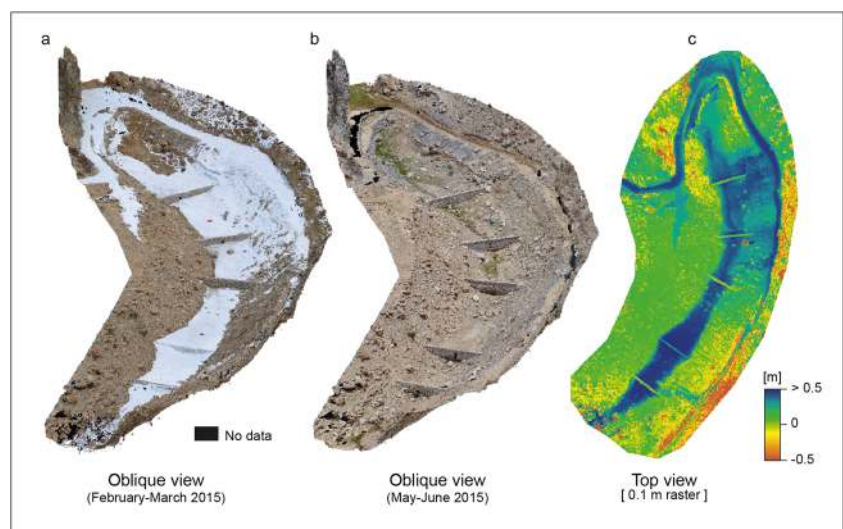 a
b
c
No data
[m]
> 0.5
0
-0.5
Oblique view
(February-March 2015)
Oblique view
(May-June 2015)
Top view
[ 0.1 m raster ]